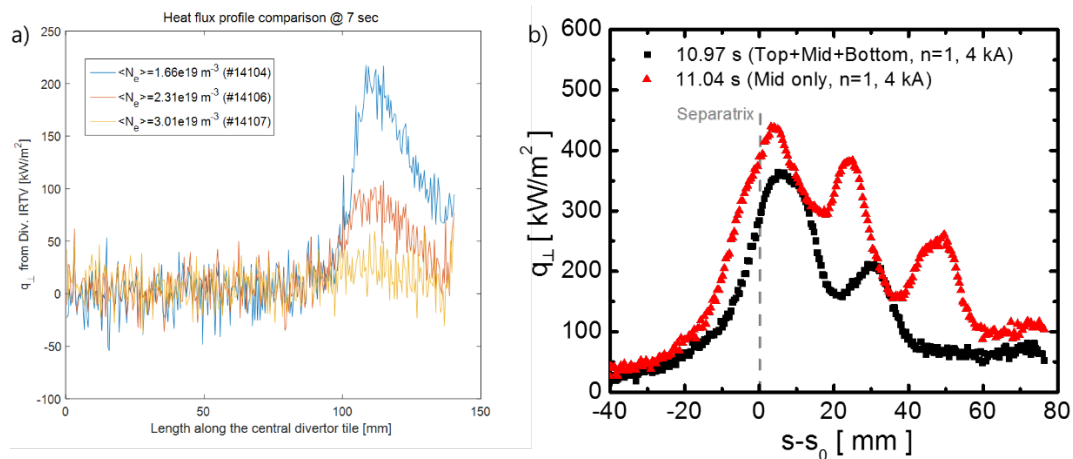 a)
Heat flux profile comparison @ 7 sec
250
200
150
100
50
0
-50
-100
<N_e>=1.66e19 m⁻³ (#14104)
<N_e>=2.31e19 m⁻³ (#14106)
<N_e>=3.01e19 m⁻³ (#14107)
q⊥ from Div. IRTV [kW/m²]
0
50
100
150
Length along the central divertor tile [mm]
b)
600
500
400
300
200
100
0
10.97 s (Top+Mid+Bottom, n=1, 4 kA)
11.04 s (Mid only, n=1, 4 kA)
Separatrix
q⊥ [ kW/m² ]
-40
-20
0
20
40
60
80
s-s₀ [ mm ]